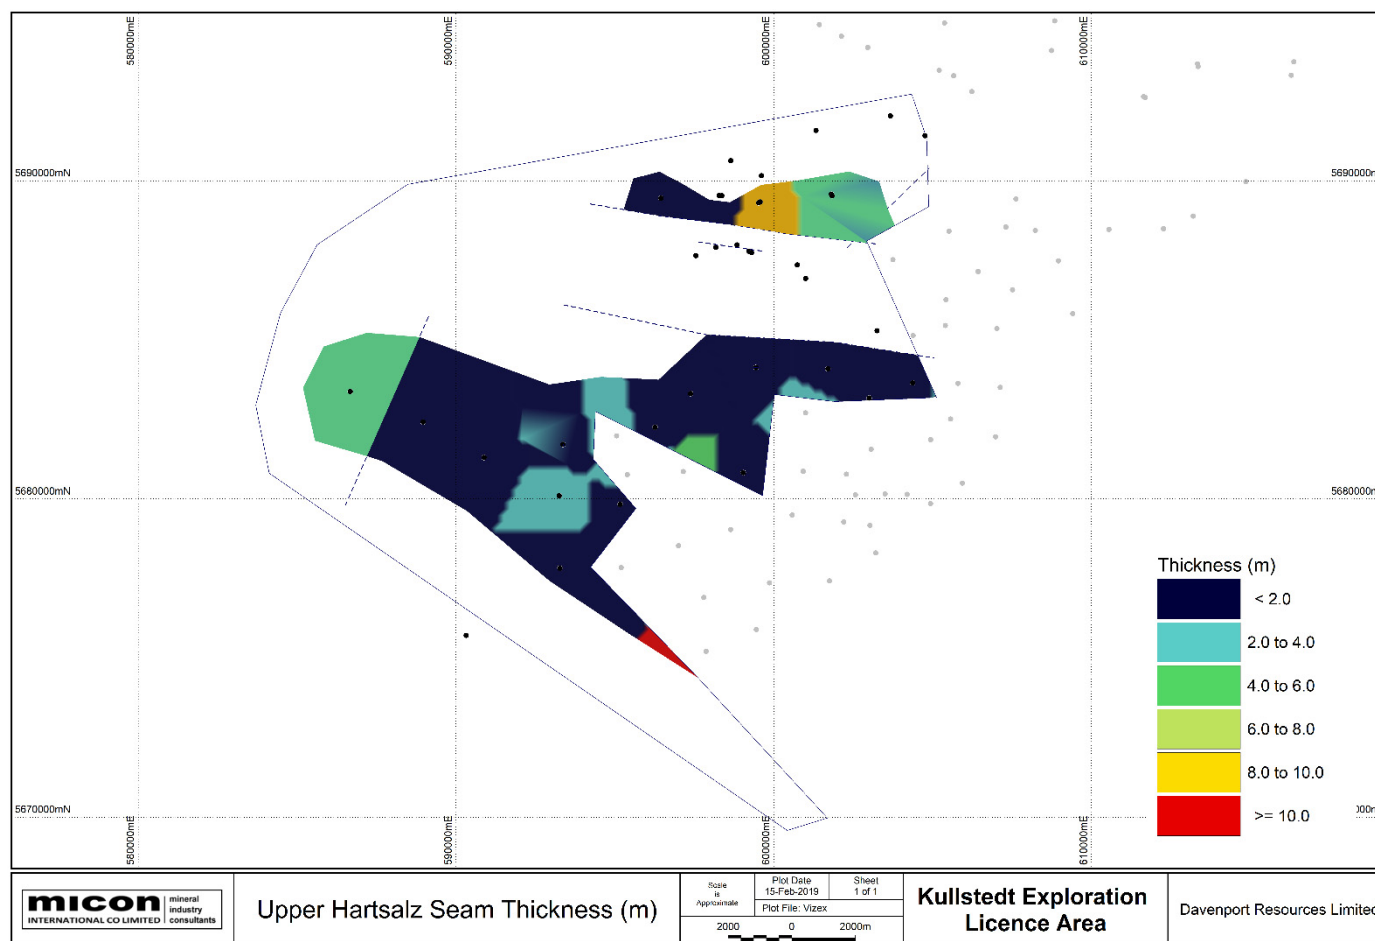 580000mE
590000mE
600000mE
610000mE
5690000mN
5690000m
5680000mN
5680000m
5670000mN
Thickness (m)
< 2.0
2.0 to 4.0
4.0 to 6.0
6.0 to 8.0
8.0 to 10.0
>= 10.0
580000mE
590000mE
600000mE
610000mE
micon
INTERNATIONAL CO LIMITED
mineral
industry
consultants
Upper Hartsalz Seam Thickness (m)
Scale
is
Approximate
Plot Date
15-Feb-2019
Sheet
1 of 1
Plot File: Vizex
2000 0 2000m
Kullstedt Exploration
Licence Area
Davenport Resources Limited